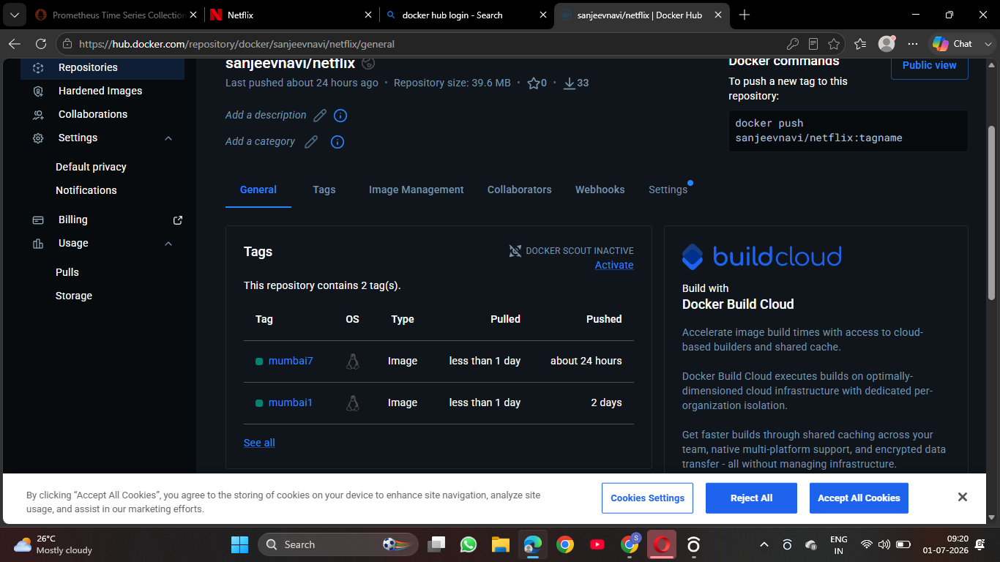 Prometheus Time Series Collection
Netflix
docker hub login - Search
sanjeevnavi/netflix | Docker Hub
https://hub.docker.com/repository/docker/sanjeevnavi/netflix/general
Chat
Repositories
Hardened Images
Collaborations
Settings
Default privacy
Notifications
Billing
Usage
Pulls
Storage
sanjeevnavi/netflix
Last pushed about 24 hours ago • Repository size: 39.6 MB • 0 • 33
Add a description
Add a category
Docker commands
Public view
To push a new tag to this
repository:
docker push
sanjeevnavi/netflix:tagname
General Tags Image Management Collaborators Webhooks Settings
Tags
DOCKER SCOUT INACTIVE
Activate
This repository contains 2 tag(s).
Tag OS Type Pulled Pushed
mumbai7 Image less than 1 day about 24 hours
mumbai1 Image less than 1 day 2 days
See all
buildcloud
Build with
Docker Build Cloud
Accelerate image build times with access to cloud-
based builders and shared cache.
Docker Build Cloud executes builds on optimally-
dimensioned cloud infrastructure with dedicated per-
organization isolation.
Get faster builds through shared caching across your
team, native multi-platform support, and encrypted data
transfer - all without managing infrastructure.
By clicking “Accept All Cookies”, you agree to the storing of cookies on your device to enhance site navigation, analyze site
usage, and assist in our marketing efforts.
Cookies Settings
Reject All
Accept All Cookies
26°C
Mostly cloudy
Search
S
ENG
IN
09:20
01-07-2026